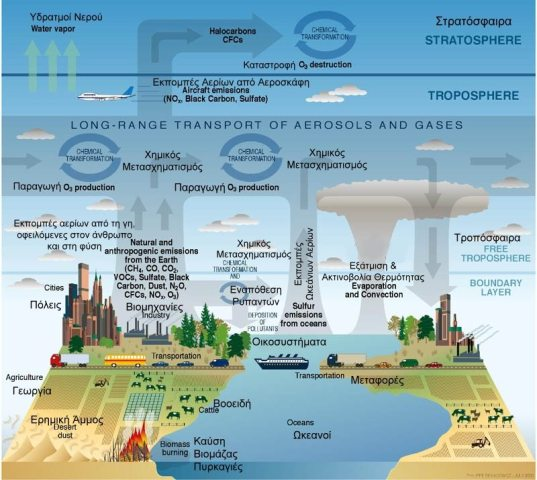 Υδρατμοί Νερού
Water vapor
Halocarbons
CFCs
CHEMICAL
TRANSFORMATION
Στρατόσφαιρα
STRATOSPHERE
Καταστροφή O₃ destruction
Εκπομπές Αερίων από Αεροσκάφη
Aircraft emissions
(NOₓ, Black Carbon, Sulfate)
TROPOSPHERE
LONG-RANGE TRANSPORT OF AEROSOLS AND GASES
CHEMICAL
TRANSFORMATION
Χημικός
Μετασχηματισμός
CHEMICAL
TRANSFORMATION
Χημικός
Μετασχηματισμός
Παραγωγή O₃ production
Παραγωγή O₃ production
Εκπομπές αερίων από τη γη,
οφειλόμενες στον άνθρωπο
και στη φύση
Natural and
anthropogenic emissions
from the Earth
(CH₄, CO, CO₂,
VOCs, Sulfate, Black
Carbon, Dust, N₂O,
CFCs, NOₓ, O₃)
Χημικός
Μετασχηματισμός
CHEMICAL
TRANSFORMATION
AND
Εναπόθεση
Ρυπαντών
DEPOSITION
OF
POLLUTANTS
Εκπομπές
Ωκεάνων Αερίων
Sulfur
emissions
from oceans
Εξάτμιση &
Ακτινοβολία Θερμότητας
Evaporation
and Convection
Τροπόσφαιρα
FREE
TROPOSPHERE
BOUNDARY
LAYER
Cities
Πόλεις
Βιομηχανίες
Industry
Οικοσυστήματα
Transportation
Transportation
Μεταφορές
Agriculture
Γεωργία
Βοοειδή
Cattle
Ερημική Άμμος
Desert
dust
Biomass
burning
Καύση
Βιομάζας
Πυρκαγιές
Oceans
Ωκεανοί